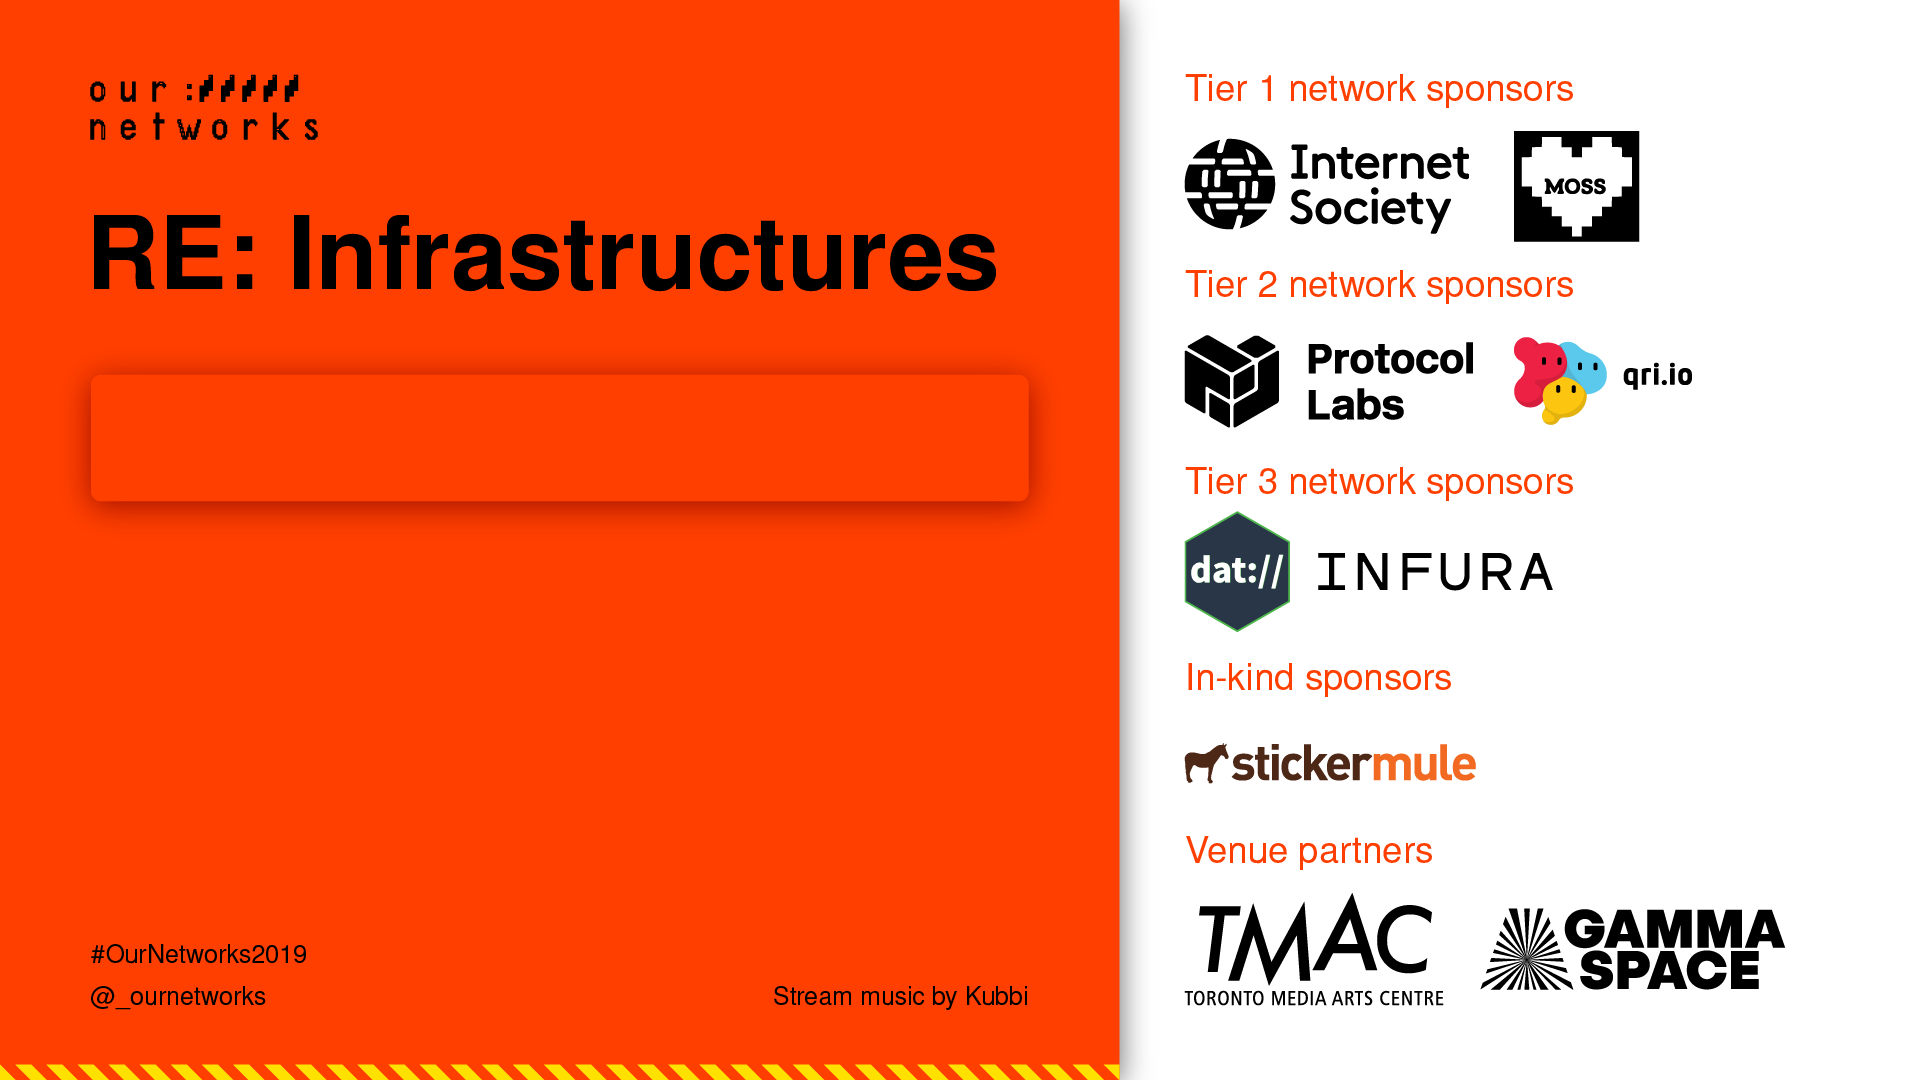 our:
networks
RE: Infrastructures
#OurNetworks2019
@_ournetworks
Stream music by Kubbi
Tier 1 network sponsors
Internet
Society
MOSS
Tier 2 network sponsors
Protocol
Labs
qri.io
Tier 3 network sponsors
dat://
INFURA
In-kind sponsors
stickermule
Venue partners
TMAC
TORONTO MEDIA ARTS CENTRE
GAMMA
SPACE